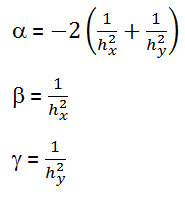 α = −2 ( 1/h_x^2 + 1/h_y^2 )
β = 1/h_x^2
γ = 1/h_y^2